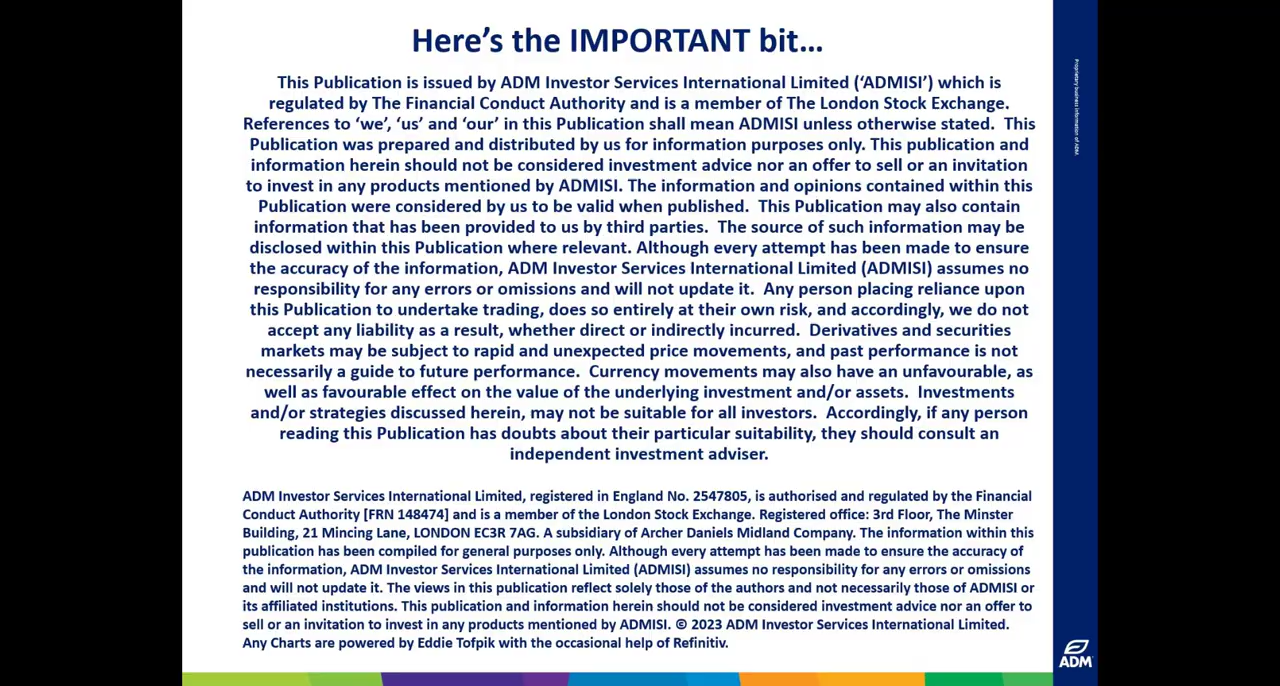 Here’s the IMPORTANT bit…
This Publication is issued by ADM Investor Services International Limited (‘ADMISI’) which is
regulated by The Financial Conduct Authority and is a member of The London Stock Exchange.
References to ‘we’, ‘us’ and ‘our’ in this Publication shall mean ADMISI unless otherwise stated.  This
Publication was prepared and distributed by us for information purposes only. This publication and
information herein should not be considered investment advice nor an offer to sell or an invitation
to invest in any products mentioned by ADMISI. The information and opinions contained within this
Publication were considered by us to be valid when published.  This Publication may also contain
information that has been provided to us by third parties.  The source of such information may be
disclosed within this Publication where relevant. Although every attempt has been made to ensure
the accuracy of the information, ADM Investor Services International Limited (ADMISI) assumes no
responsibility for any errors or omissions and will not update it.  Any person placing reliance upon
this Publication to undertake trading, does so entirely at their own risk, and accordingly, we do not
accept any liability as a result, whether direct or indirectly incurred.  Derivatives and securities
markets may be subject to rapid and unexpected price movements, and past performance is not
necessarily a guide to future performance.  Currency movements may also have an unfavourable, as
well as favourable effect on the value of the underlying investment and/or assets.  Investments
and/or strategies discussed herein, may not be suitable for all investors.  Accordingly, if any person
reading this Publication has doubts about their particular suitability, they should consult an
independent investment adviser.
ADM Investor Services International Limited, registered in England No. 2547805, is authorised and regulated by the Financial
Conduct Authority [FRN 148474] and is a member of the London Stock Exchange. Registered office: 3rd Floor, The Minster
Building, 21 Mincing Lane, LONDON EC3R 7AG. A subsidiary of Archer Daniels Midland Company. The information within this
publication has been compiled for general purposes only. Although every attempt has been made to ensure the accuracy of
the information, ADM Investor Services International Limited (ADMISI) assumes no responsibility for any errors or omissions
and will not update it. The views in this publication reflect solely those of the authors and not necessarily those of ADMISI or
its affiliated institutions. This publication and information herein should not be considered investment advice nor an offer to
sell or an invitation to invest in any products mentioned by ADMISI. © 2023 ADM Investor Services International Limited.
Any Charts are powered by Eddie Tofpik with the occasional help of Refinitiv.
Proprietary business information of ADM.
ADM